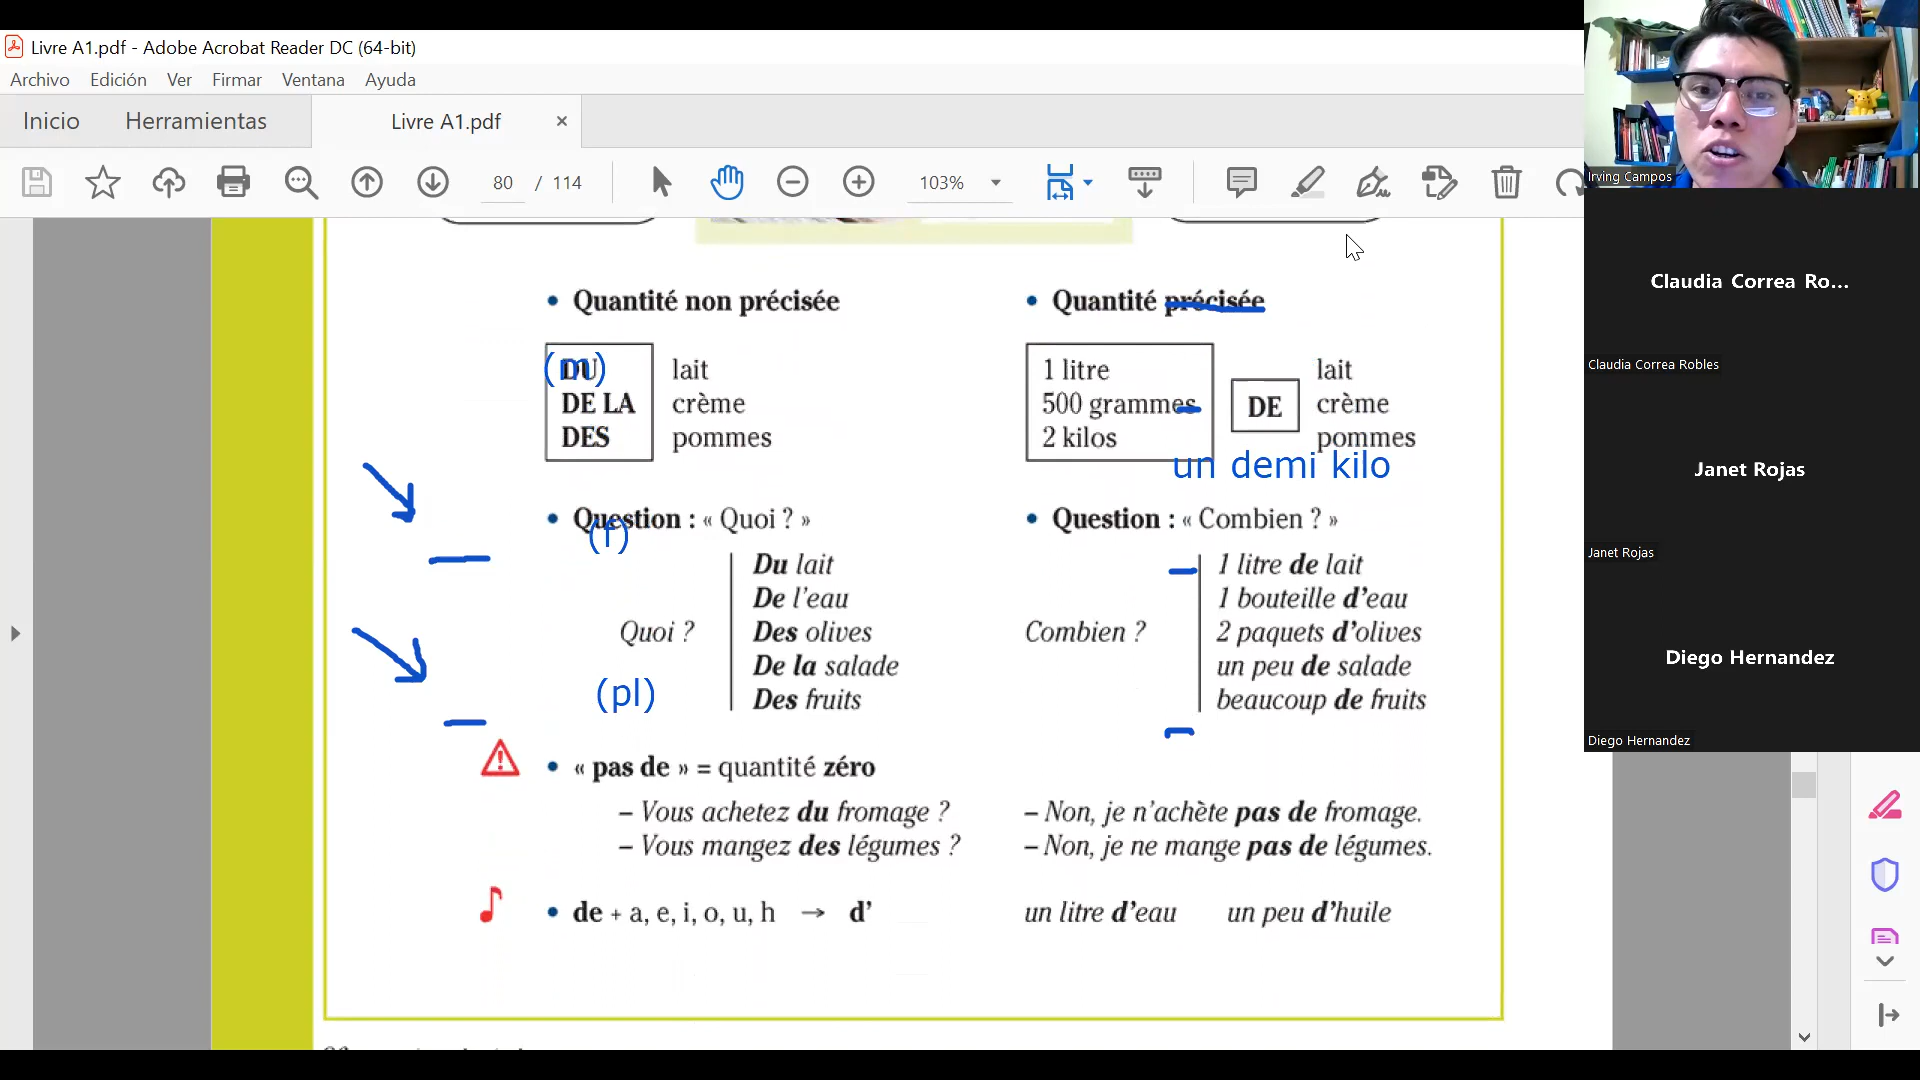 Livre A1.pdf - Adobe Acrobat Reader DC (64-bit)
Archivo Edición Ver Firmar Ventana Ayuda
Inicio Herramientas Livre A1.pdf ×
80 / 114 103%
• Quantité non précisée
(m)
DU lait
DE LA crème
DES pommes
• Quantité précisée
1 litre
500 grammes
2 kilos
DE
lait
crème
pommes
un demi kilo
• Question : « Quoi ? »
(f)
Quoi ?
Du lait
De l'eau
Des olives
De la salade
Des fruits
(pl)
• Question : « Combien ? »
Combien ?
1 litre de lait
1 bouteille d'eau
2 paquets d'olives
un peu de salade
beaucoup de fruits
• « pas de » = quantité zéro
– Vous achetez du fromage ? – Non, je n'achète pas de fromage.
– Vous mangez des légumes ? – Non, je ne mange pas de légumes.
• de + a, e, i, o, u, h → d' un litre d'eau un peu d'huile
Irving Campos
Claudia Correa Ro...
Claudia Correa Robles
Janet Rojas
Janet Rojas
Diego Hernandez
Diego Hernandez